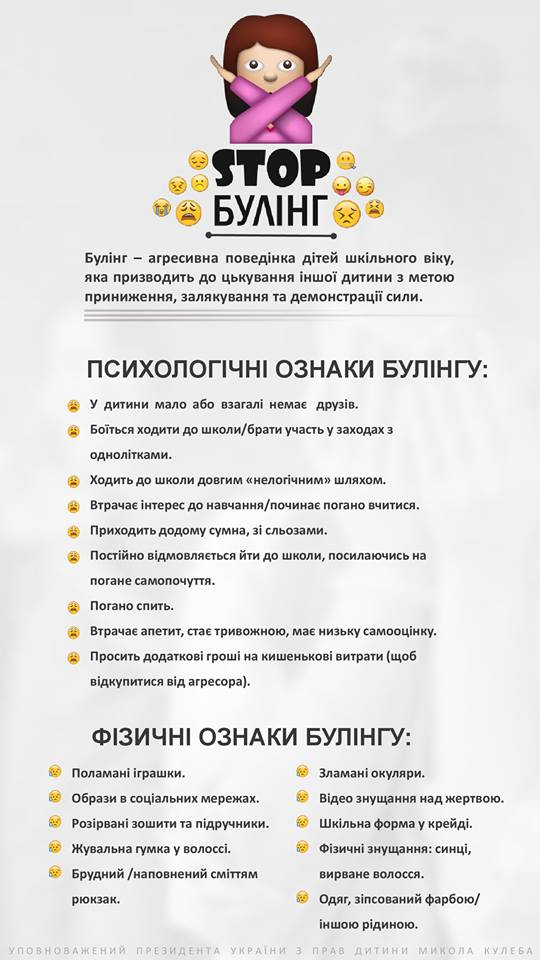 STOP
БУЛІНГ
Булінг – агресивна поведінка дітей шкільного віку,
яка призводить до цькування іншої дитини з метою
приниження, залякування та демонстрації сили.
ПСИХОЛОГІЧНІ ОЗНАКИ БУЛІНГУ:
У дитини мало або взагалі немає друзів.
Боїться ходити до школи/брати участь у заходах з
однолітками.
Ходить до школи довгим «нелогічним» шляхом.
Втрачає інтерес до навчання/починає погано вчитися.
Приходить додому сумна, зі сльозами.
Постійно відмовляється йти до школи, посилаючись на
погане самопочуття.
Погано спить.
Втрачає апетит, стає тривожною, має низьку самооцінку.
Просить додаткові гроші на кишенькові витрати (щоб
відкупитися від агресора).
ФІЗИЧНІ ОЗНАКИ БУЛІНГУ:
Поламані іграшки.
Образи в соціальних мережах.
Розірвані зошити та підручники.
Жувальна гумка у волоссі.
Брудний /наповнений сміттям
рюкзак.
Зламані окуляри.
Відео знущання над жертвою.
Шкільна форма у крейді.
Фізичні знущання: синці,
вирване волосся.
Одяг, зіпсований фарбою/
іншою рідиною.
УПОВНОВАЖЕНИЙ ПРЕЗИДЕНТА УКРАЇНИ З ПРАВ ДИТИНИ МИКОЛА КУЛЕБА